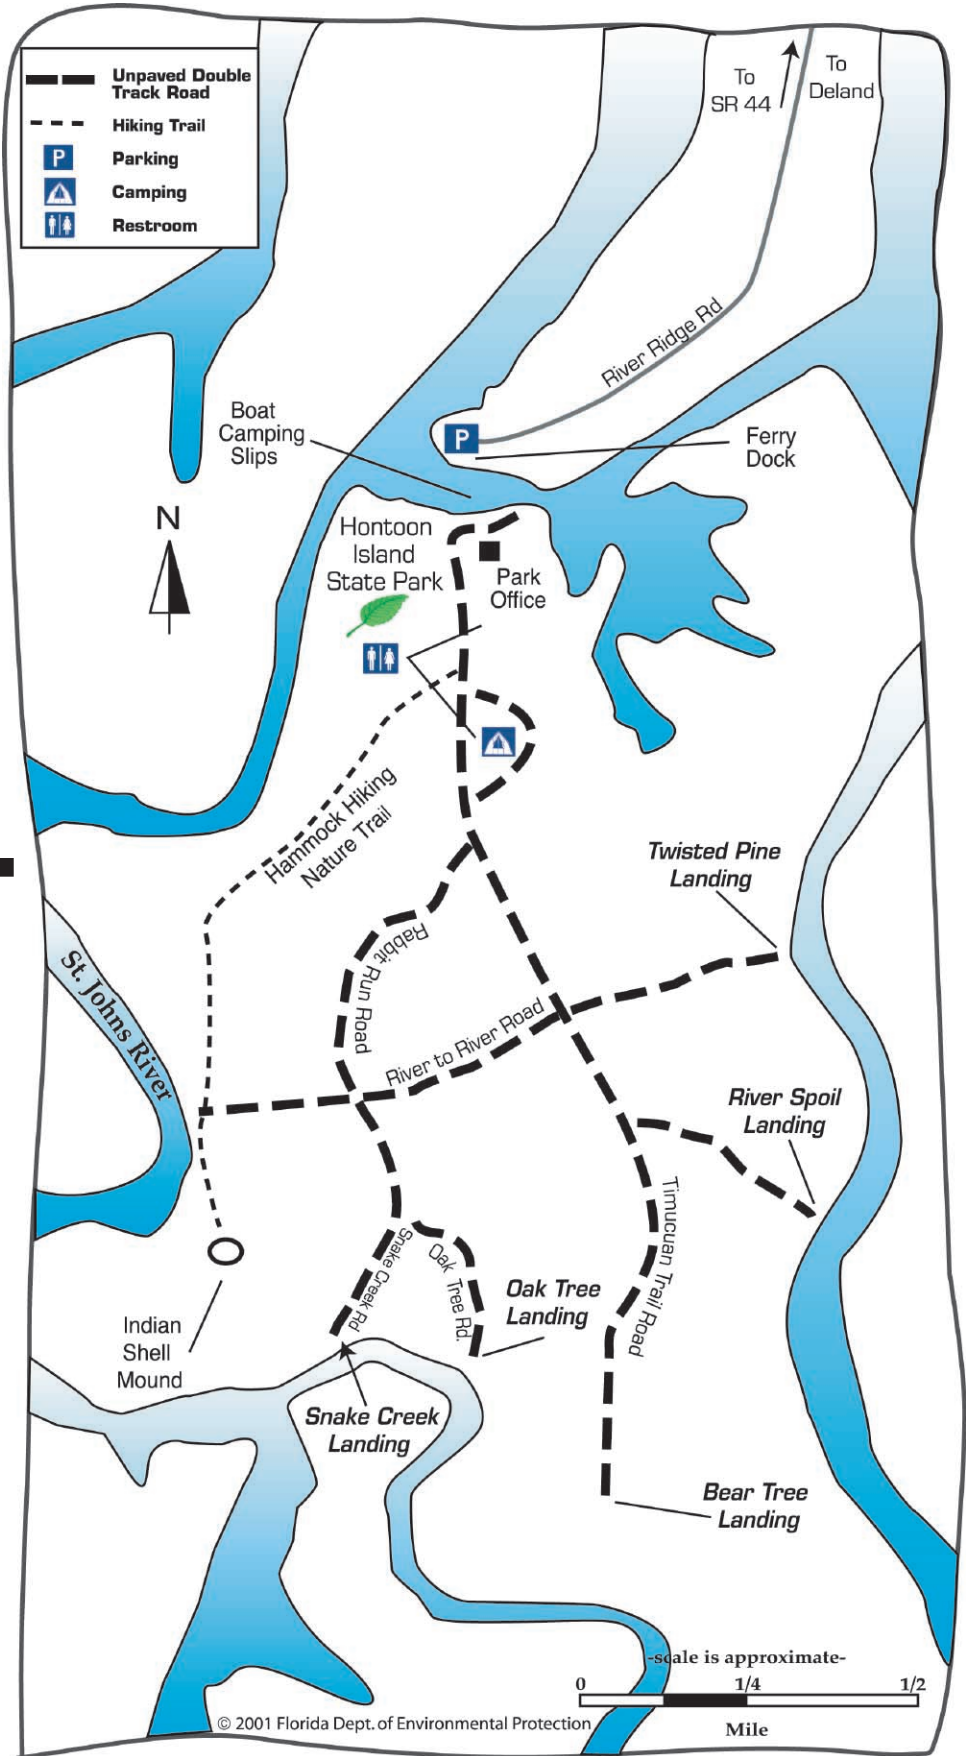 Unpaved Double
Track Road
Hiking Trail
P
Parking
Camping
Restroom
To
SR 44
To
Deland
River Ridge Rd
Boat
Camping
Slips
P
Ferry
Dock
N
Hontoon
Island
State Park
Park
Office
Hammock Hiking
Nature Trail
Twisted Pine
Landing
Rabbit Run Road
St. Johns River
River to River Road
River Spoil
Landing
Timucuan Trail Road
Snake Creek Rd
Oak Tree Rd.
Oak Tree
Landing
Indian
Shell
Mound
Snake Creek
Landing
Bear Tree
Landing
-scale is approximate-
0 1/4 1/2
Mile
© 2001 Florida Dept. of Environmental Protection